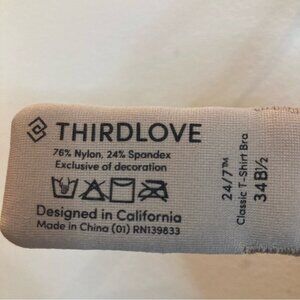 THIRDLOVE
76% Nylon, 24% Spandex
Exclusive of decoration
Designed in California
Made in China (01) RN139833
24/7™
Classic T-Shirt Bra
34B½